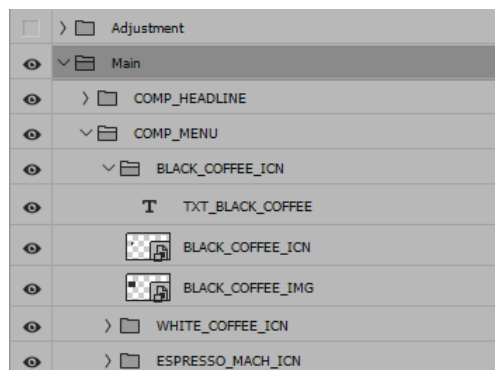 Adjustment
Main
COMP_HEADLINE
COMP_MENU
BLACK_COFFEE_ICN
T TXT_BLACK_COFFEE
BLACK_COFFEE_ICN
BLACK_COFFEE_IMG
WHITE_COFFEE_ICN
ESPRESSO_MACH_ICN